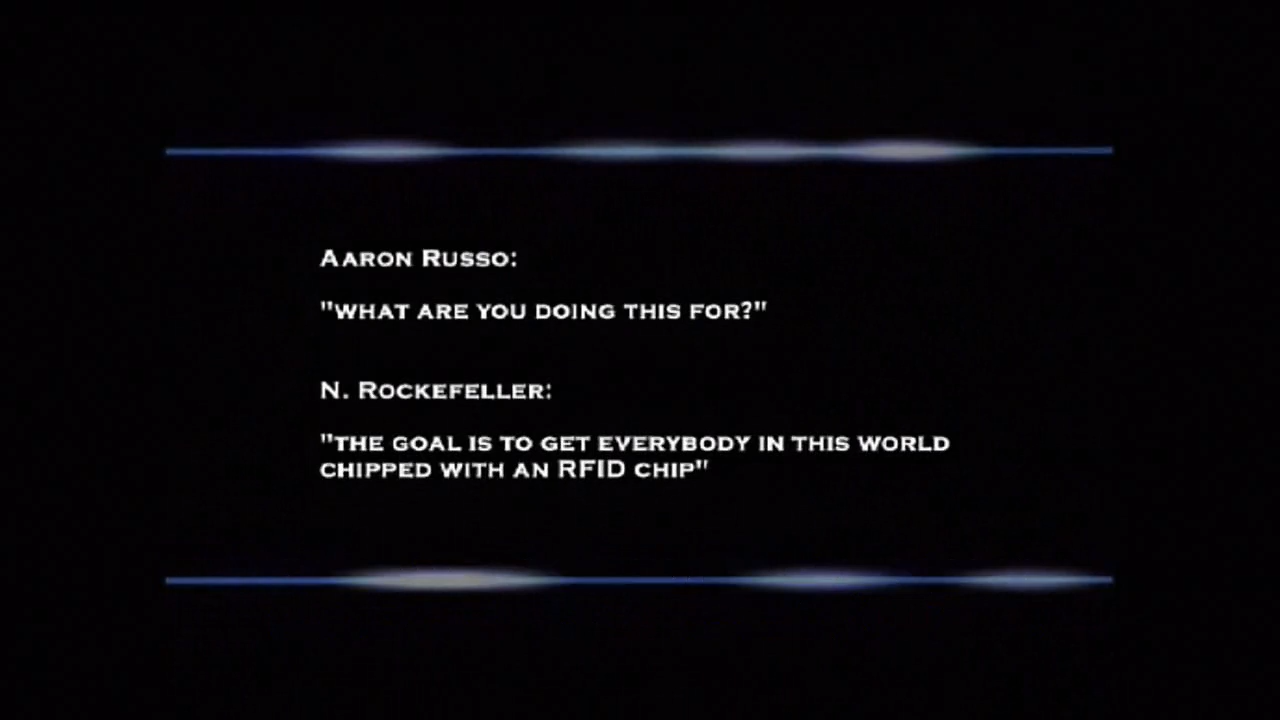 Aaron Russo:
"what are you doing this for?"
N. Rockefeller:
"the goal is to get everybody in this world
chipped with an RFID chip"